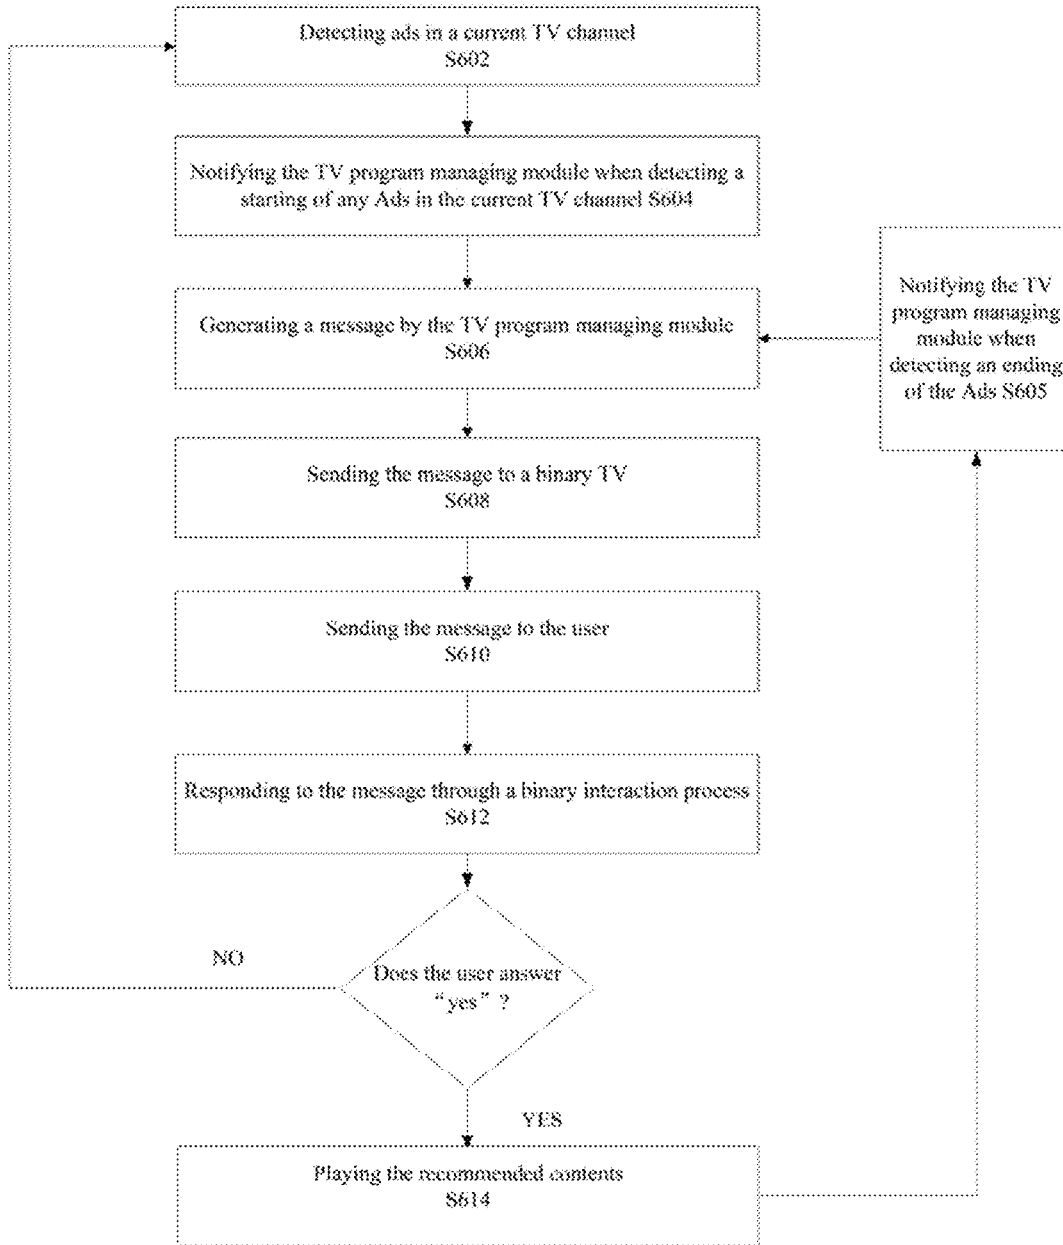 Detecting ads in a current TV channel
S602
Notifying the TV program managing module when detecting a
starting of any Ads in the current TV channel S604
Generating a message by the TV program managing module
S606
Notifying the TV
program managing
module when
detecting an ending
of the Ads S605
Sending the message to a binary TV
S608
Sending the message to the user
S610
Responding to the message through a binary interaction process
S612
NO
Does the user answer
“yes” ?
YES
Playing the recommended contents
S614